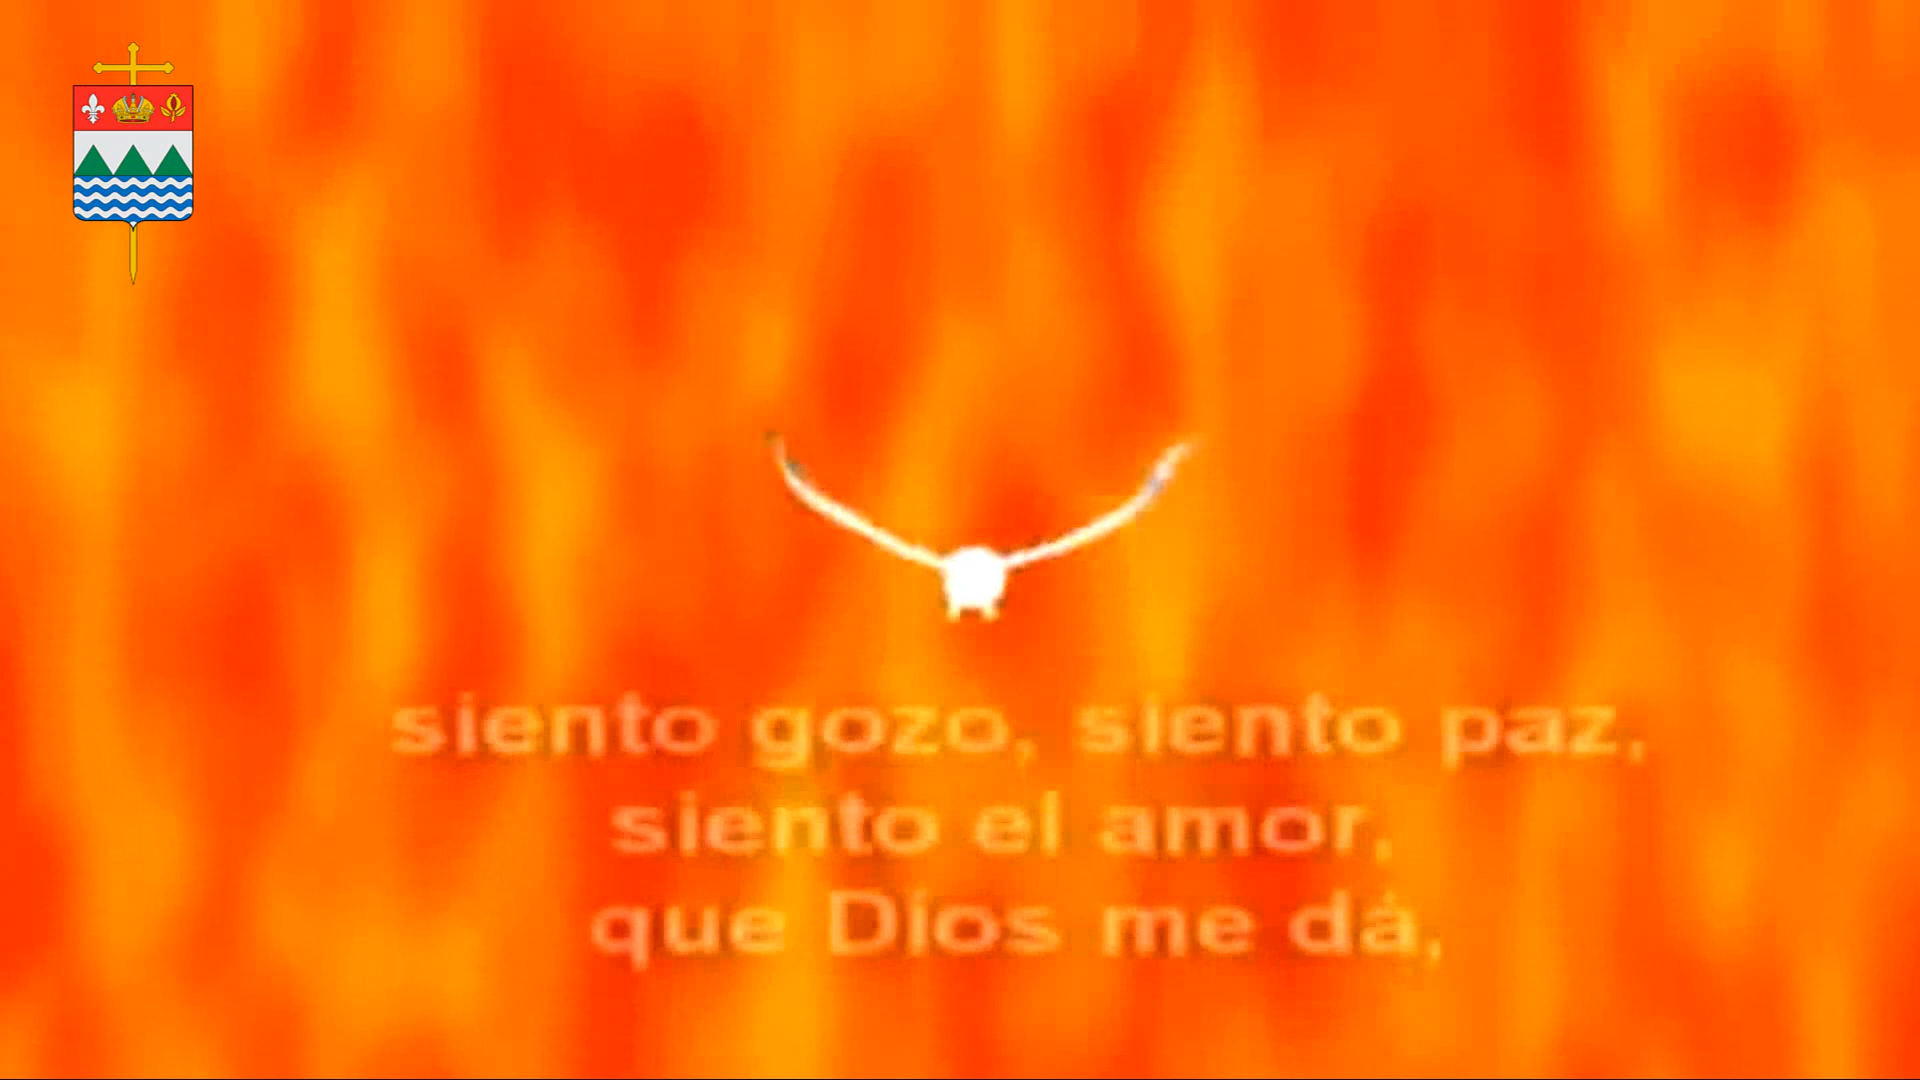 siento gozo, siento paz,
siento el amor,
que Dios me dá,